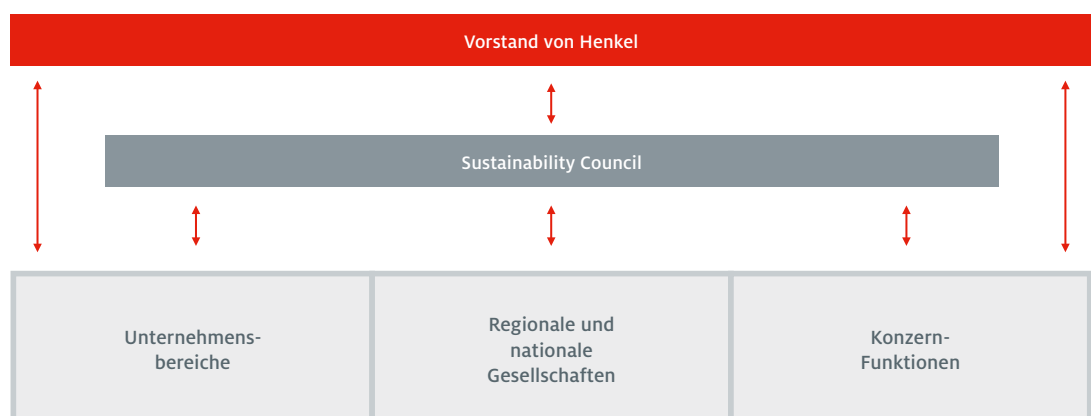 Vorstand von Henkel
Sustainability Council
Unternehmens-
bereiche
Regionale und
nationale
Gesellschaften
Konzern-
Funktionen